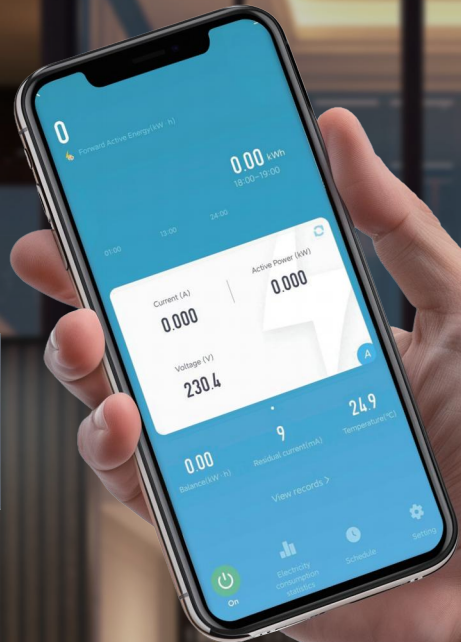 0
Forward Active Energy(kW · h)
0.00 kWh
18:00~19:00
01:00 13:00 24:00
Current (A)
0.000
Active Power (kW)
0.000
Voltage (V)
230.4
A
0.00
Balance(kW · h)
9
Residual current(mA)
24.9
Temperature(℃)
View records >
On
Electricity
consumption
statistics
Schedule
Setting